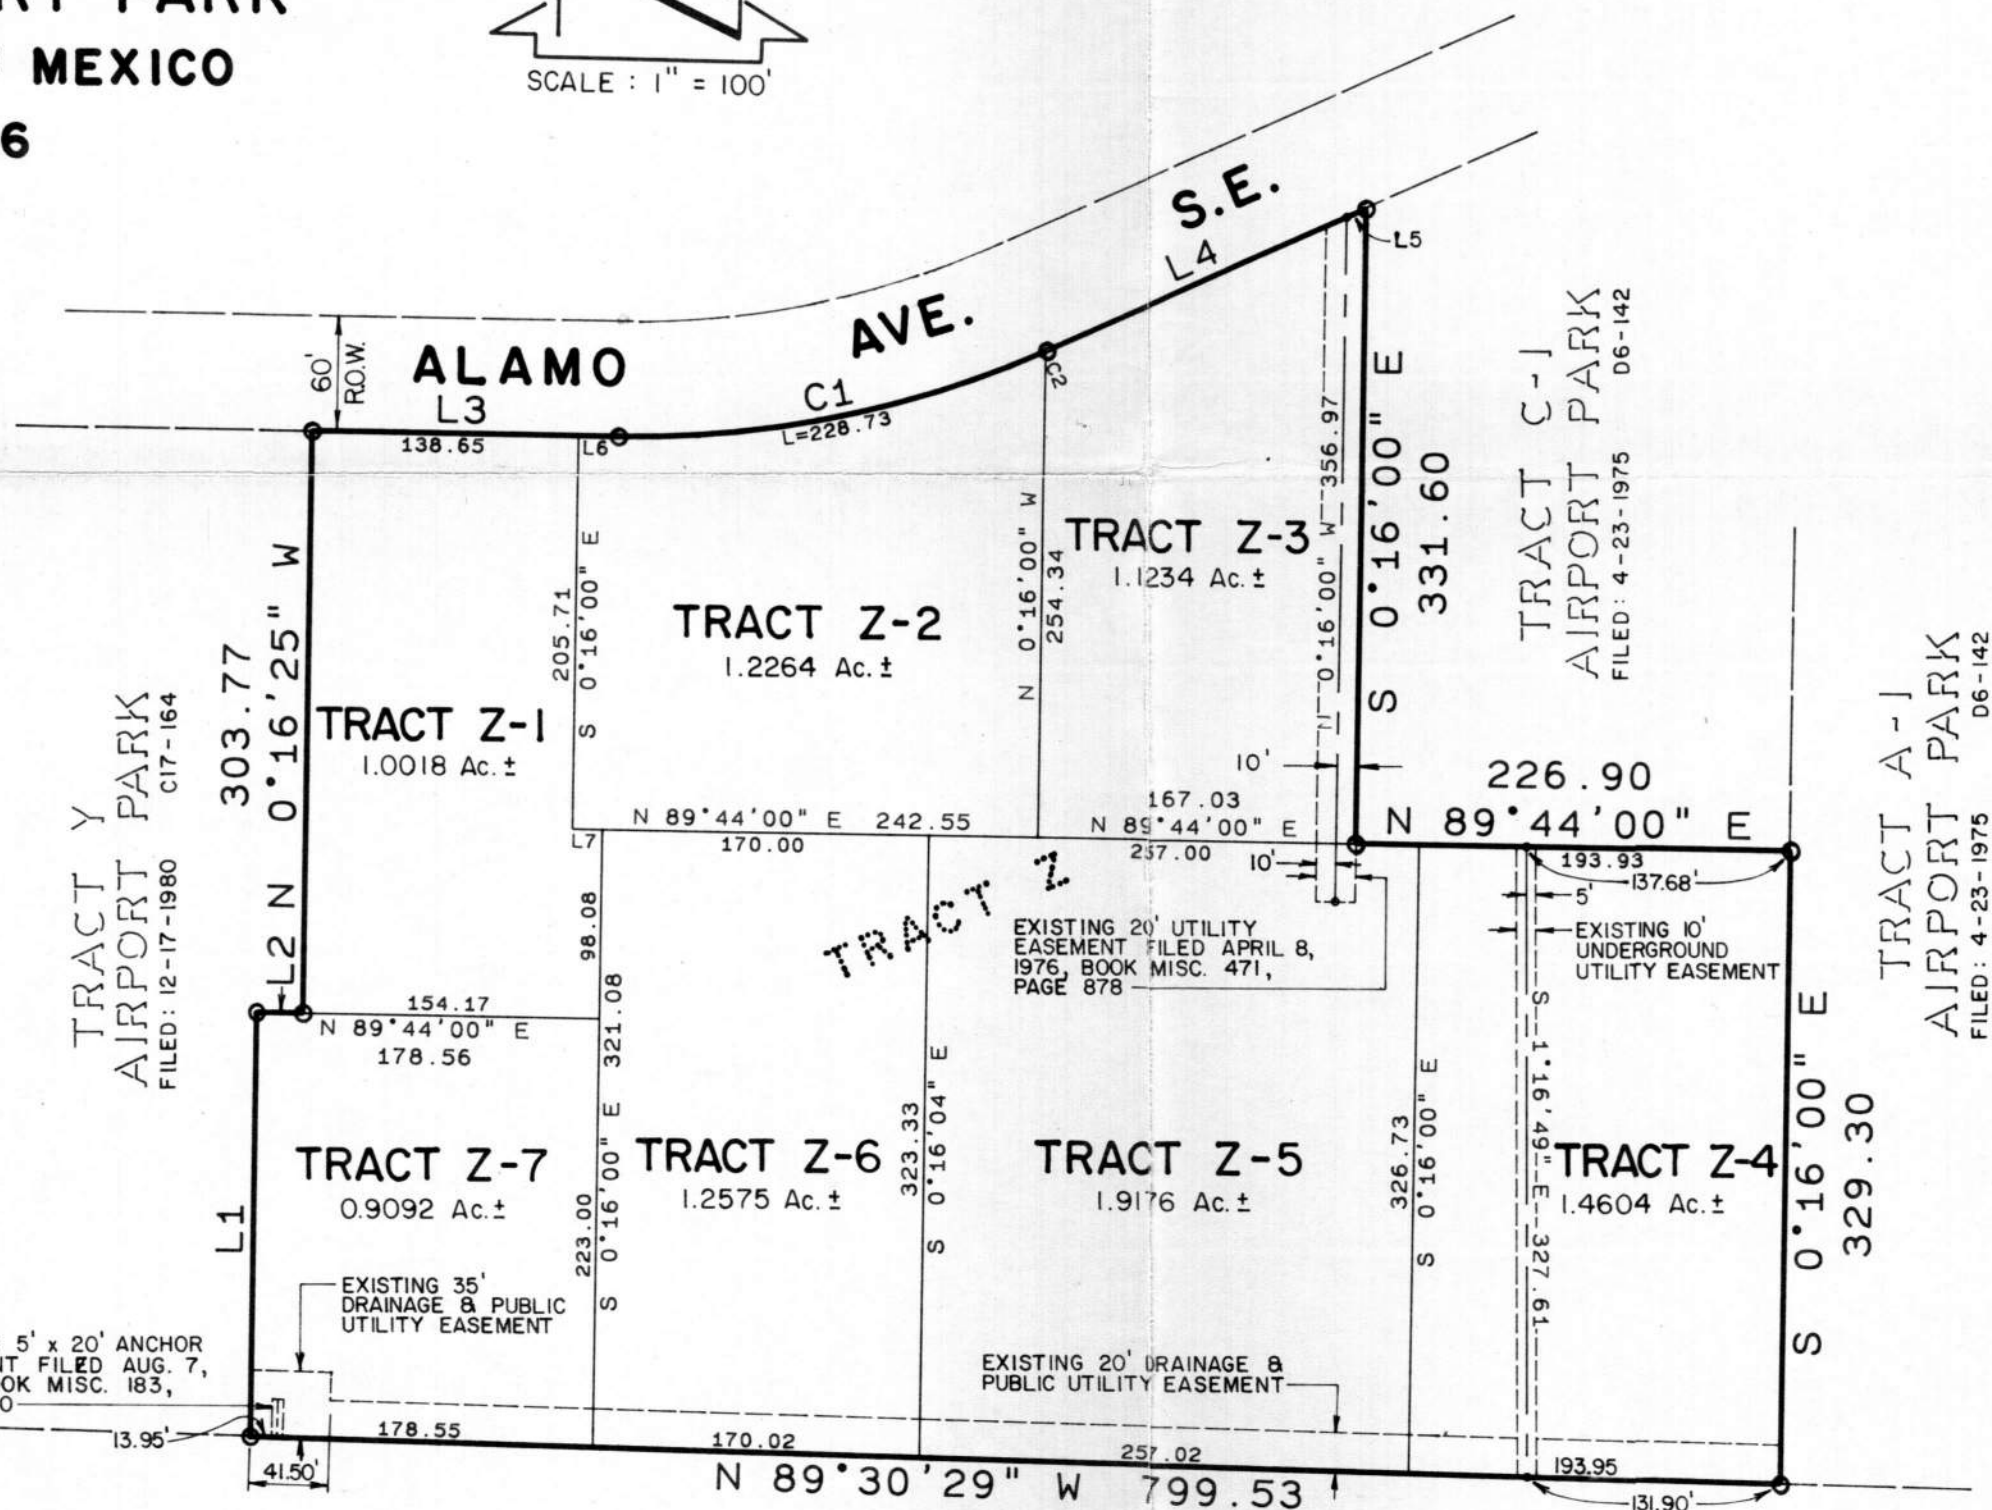 MEXICO
6
SCALE : 1" = 100'
ALAMO
AVE.
S.E.
60'
R.O.W.
L3
138.65
L6
C1
L=228.73
C2
L4
L5
TRACT Y
AIRPORT PARK
FILED: 12-17-1980 C17-164
303.77
L2 N 0°16'25" W
TRACT Z-1
1.0018 Ac. ±
205.71
S 0°16'00" E
TRACT Z-2
1.2264 Ac. ±
N 0°16'00" W
254.34
TRACT Z-3
1.1234 Ac. ±
N 0°16'00" W 356.97
S 0°16'00" E
331.60
TRACT C-1
AIRPORT PARK
FILED: 4-23-1975 D6-142
TRACT A-1
AIRPORT PARK
FILED: 4-23-1975 D6-142
10'
226.90
N 89°44'00" E
167.03
N 89°44'00" E 242.55
N 89°44'00" E
L7
170.00
257.00
10'
193.93
137.68'
5'
EXISTING 10'
UNDERGROUND
UTILITY EASEMENT
TRACT Z
EXISTING 20' UTILITY
EASEMENT FILED APRIL 8,
1976, BOOK MISC. 471,
PAGE 878
98.08
321.08
154.17
N 89°44'00" E
178.56
TRACT Z-7
0.9092 Ac. ±
L1
223.00
S 0°16'00" E
TRACT Z-6
1.2575 Ac. ±
323.33
S 0°16'04" E
TRACT Z-5
1.9176 Ac. ±
326.73
S 0°16'00" E
S 1°16'49" E 327.61
TRACT Z-4
1.4604 Ac. ±
S 0°16'00" E
329.30
EXISTING 35'
DRAINAGE & PUBLIC
UTILITY EASEMENT
5' x 20' ANCHOR
FILED AUG. 7,
MISC. 183,
EXISTING 20' DRAINAGE &
PUBLIC UTILITY EASEMENT
13.95'
178.55
170.02
257.02
193.95
41.50'
N 89°30'29" W 799.53
131.90'